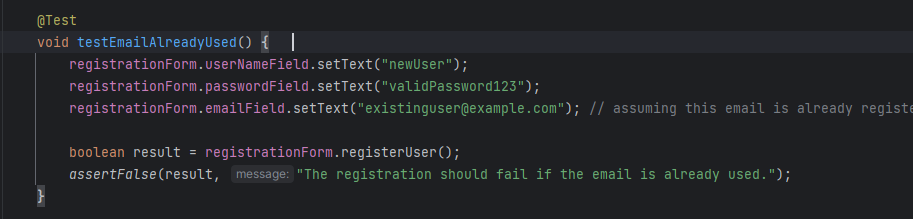 @Test
void testEmailAlreadyUsed() {
registrationForm.userNameField.setText("newUser");
registrationForm.passwordField.setText("validPassword123");
registrationForm.emailField.setText("existinguser@example.com"); // assuming this email is already registe
boolean result = registrationForm.registerUser();
assertFalse(result, message: "The registration should fail if the email is already used.");
}